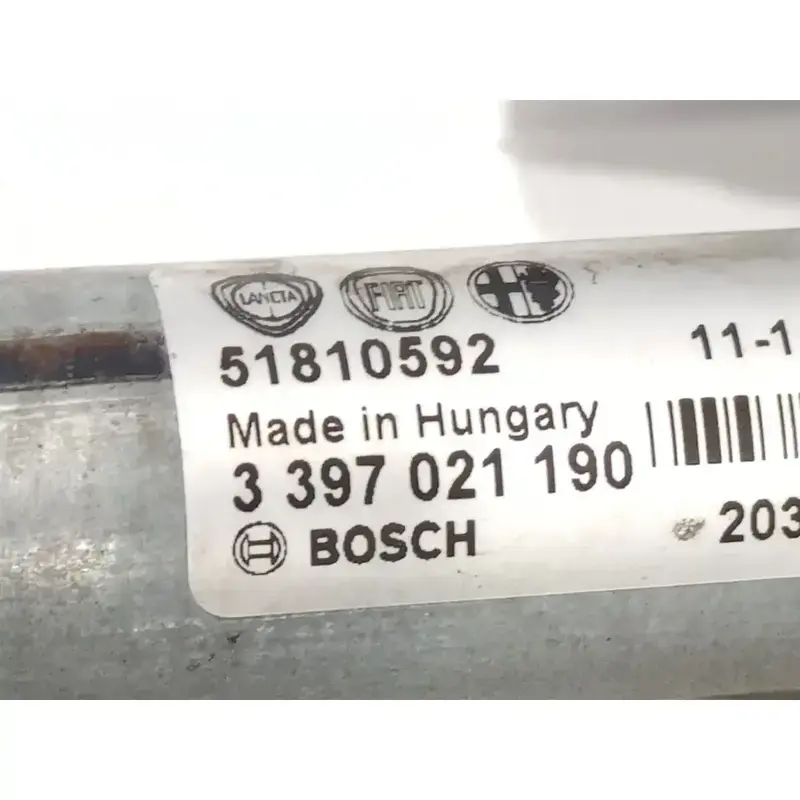 LANCIA FIAT
51810592 11-1
Made in Hungary
3 397 021 190
BOSCH 203